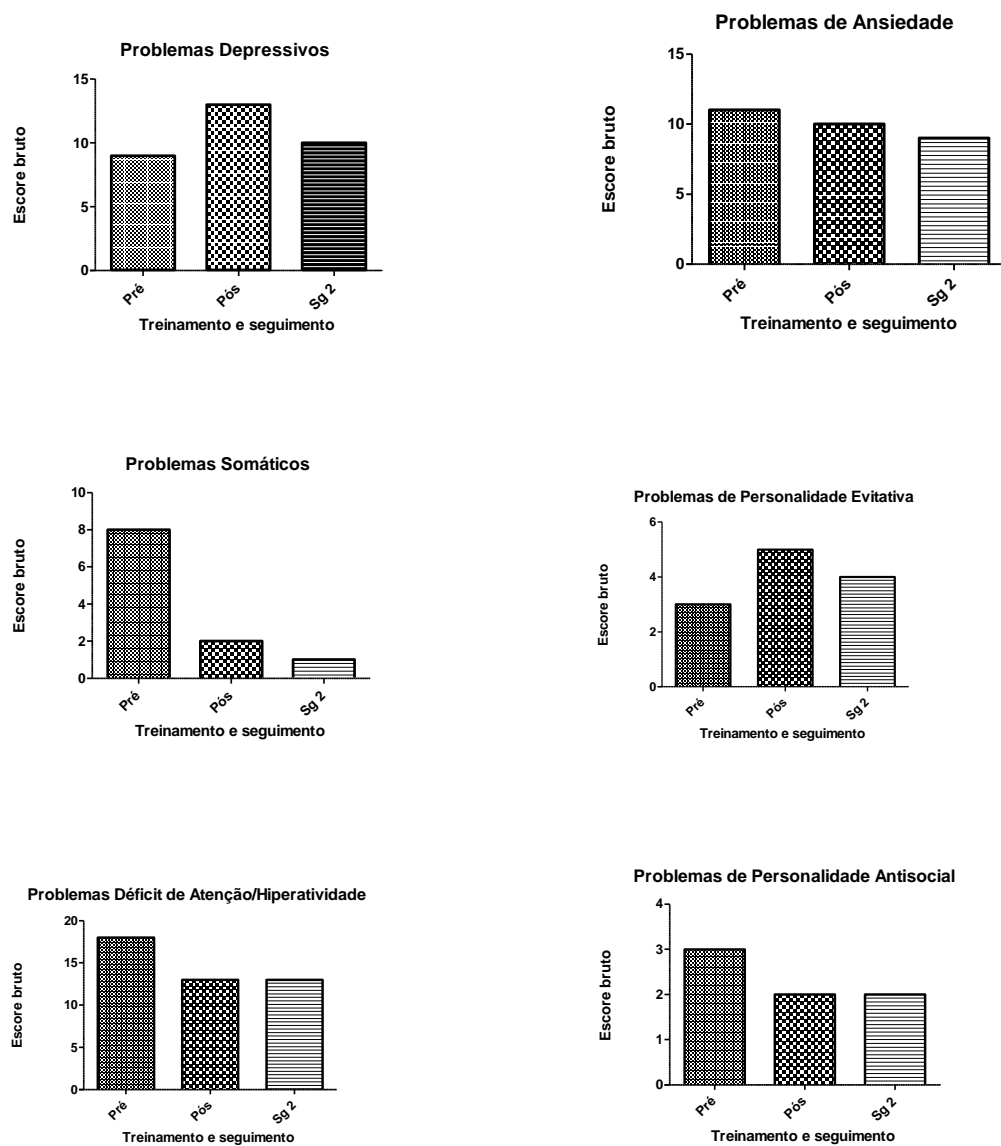 Problemas Depressivos
15
10
5
0
Escore bruto
Pré
Pós
Sg 2
Treinamento e seguimento
Problemas de Ansiedade
15
10
5
0
Escore bruto
Pré
Pós
Sg 2
Treinamento e seguimento
Problemas Somáticos
10
8
6
4
2
0
Escore bruto
Pré
Pós
Sg 2
Treinamento e seguimento
Problemas de Personalidade Evitativa
6
4
2
0
Escore bruto
Pré
Pós
Sg 2
Treinamento e seguimento
Problemas Déficit de Atenção/Hiperatividade
20
15
10
5
0
Escore bruto
Pré
Pós
Sg 2
Treinamento e seguimento
Problemas de Personalidade Antisocial
4
3
2
1
0
Escore bruto
Pré
Pós
Sg 2
Treinamento e seguimento